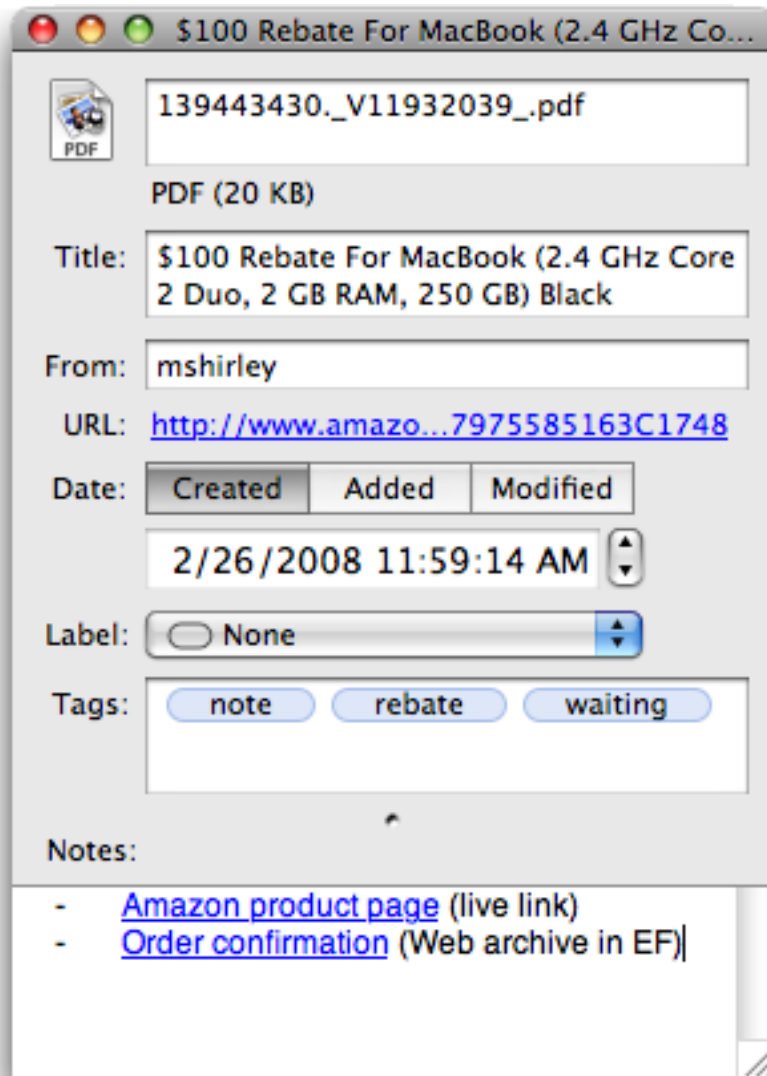 $100 Rebate For MacBook (2.4 GHz Co...
PDF
139443430._V11932039_.pdf
PDF (20 KB)
Title: $100 Rebate For MacBook (2.4 GHz Core
2 Duo, 2 GB RAM, 250 GB) Black
From: mshirley
URL: http://www.amazo...7975585163C1748
Date: Created Added Modified
2/26/2008 11:59:14 AM
Label: None
Tags: note rebate waiting
Notes:
- Amazon product page (live link)
- Order confirmation (Web archive in EF)